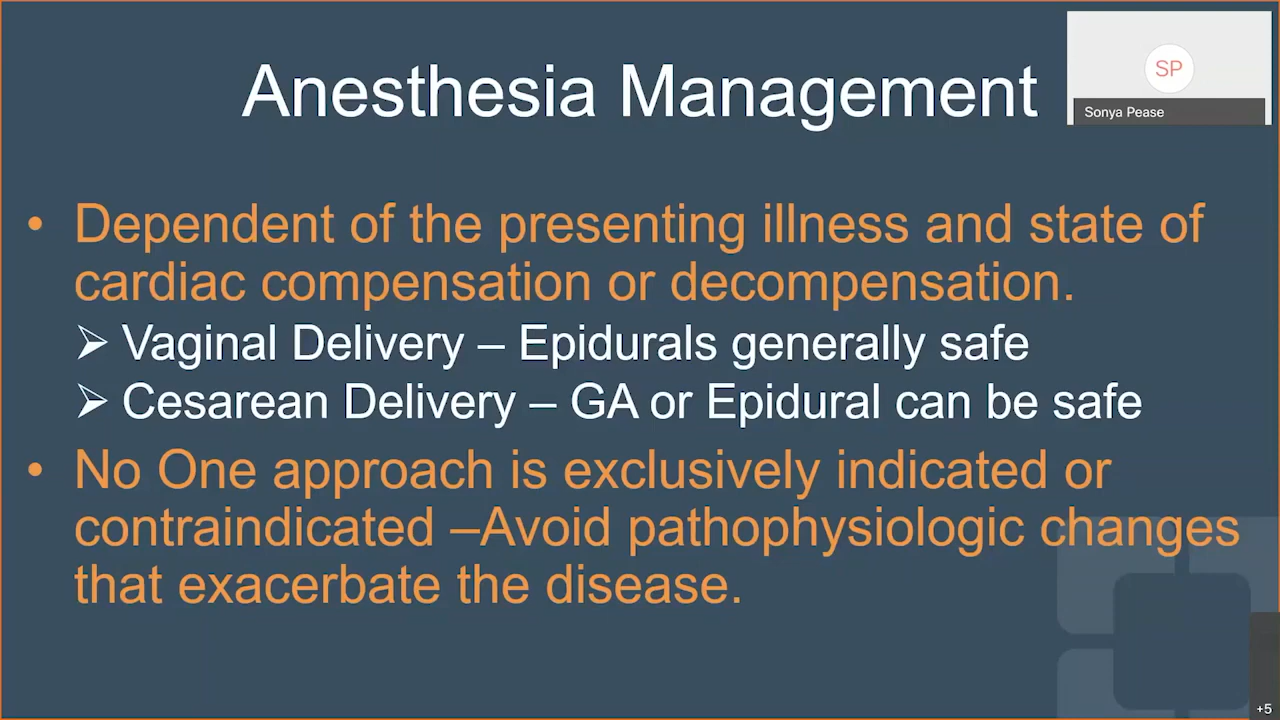 Anesthesia Management
SP
Sonya Pease
• Dependent of the presenting illness and state of
cardiac compensation or decompensation.
➢ Vaginal Delivery – Epidurals generally safe
➢ Cesarean Delivery – GA or Epidural can be safe
• No One approach is exclusively indicated or
contraindicated –Avoid pathophysiologic changes
that exacerbate the disease.
+5